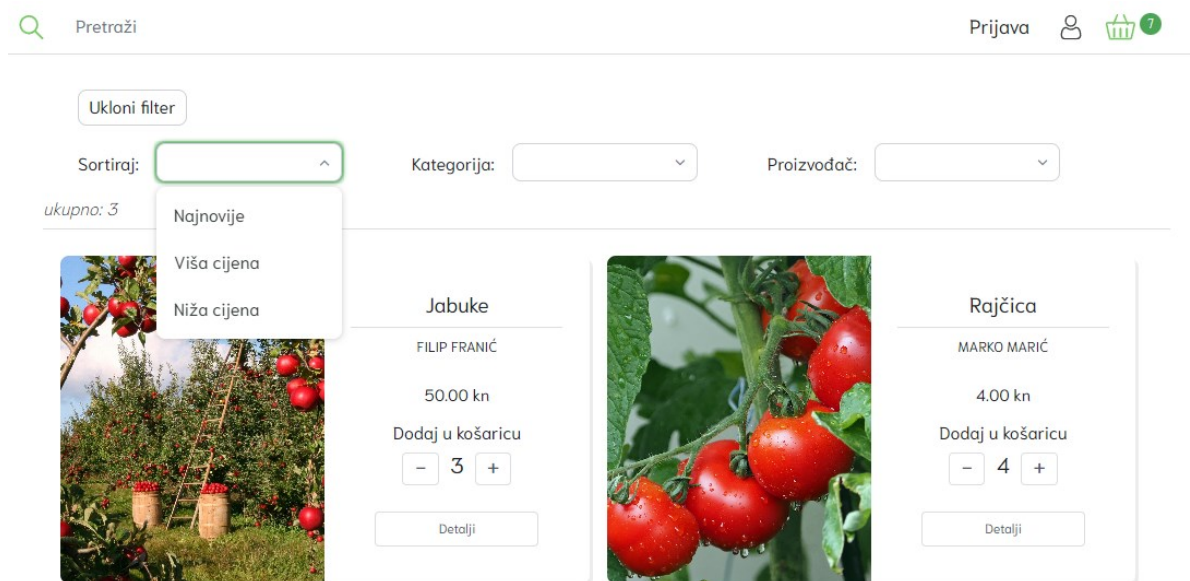 Pretraži
Prijava
7
Ukloni filter
Sortiraj:
Kategorija:
Proizvođač:
ukupno: 3
Najnovije
Viša cijena
Niža cijena
Jabuke
FILIP FRANIĆ
50.00 kn
Dodaj u košaricu
− 3 +
Detalji
Rajčica
MARKO MARIĆ
4.00 kn
Dodaj u košaricu
− 4 +
Detalji